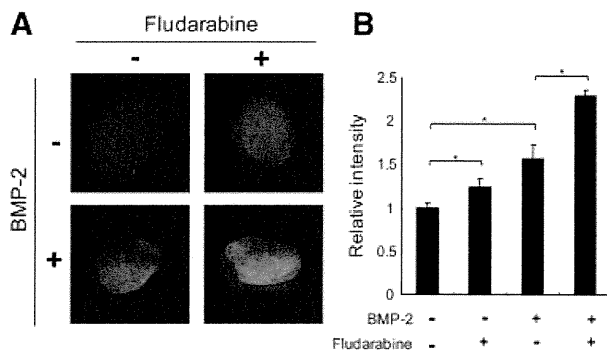 A
Fludarabine
- +
BMP-2
-
+
B
Relative intensity
2.5
2
1.5
1
0.5
0
* * * *
BMP-2 - - + +
Fludarabine - + - +